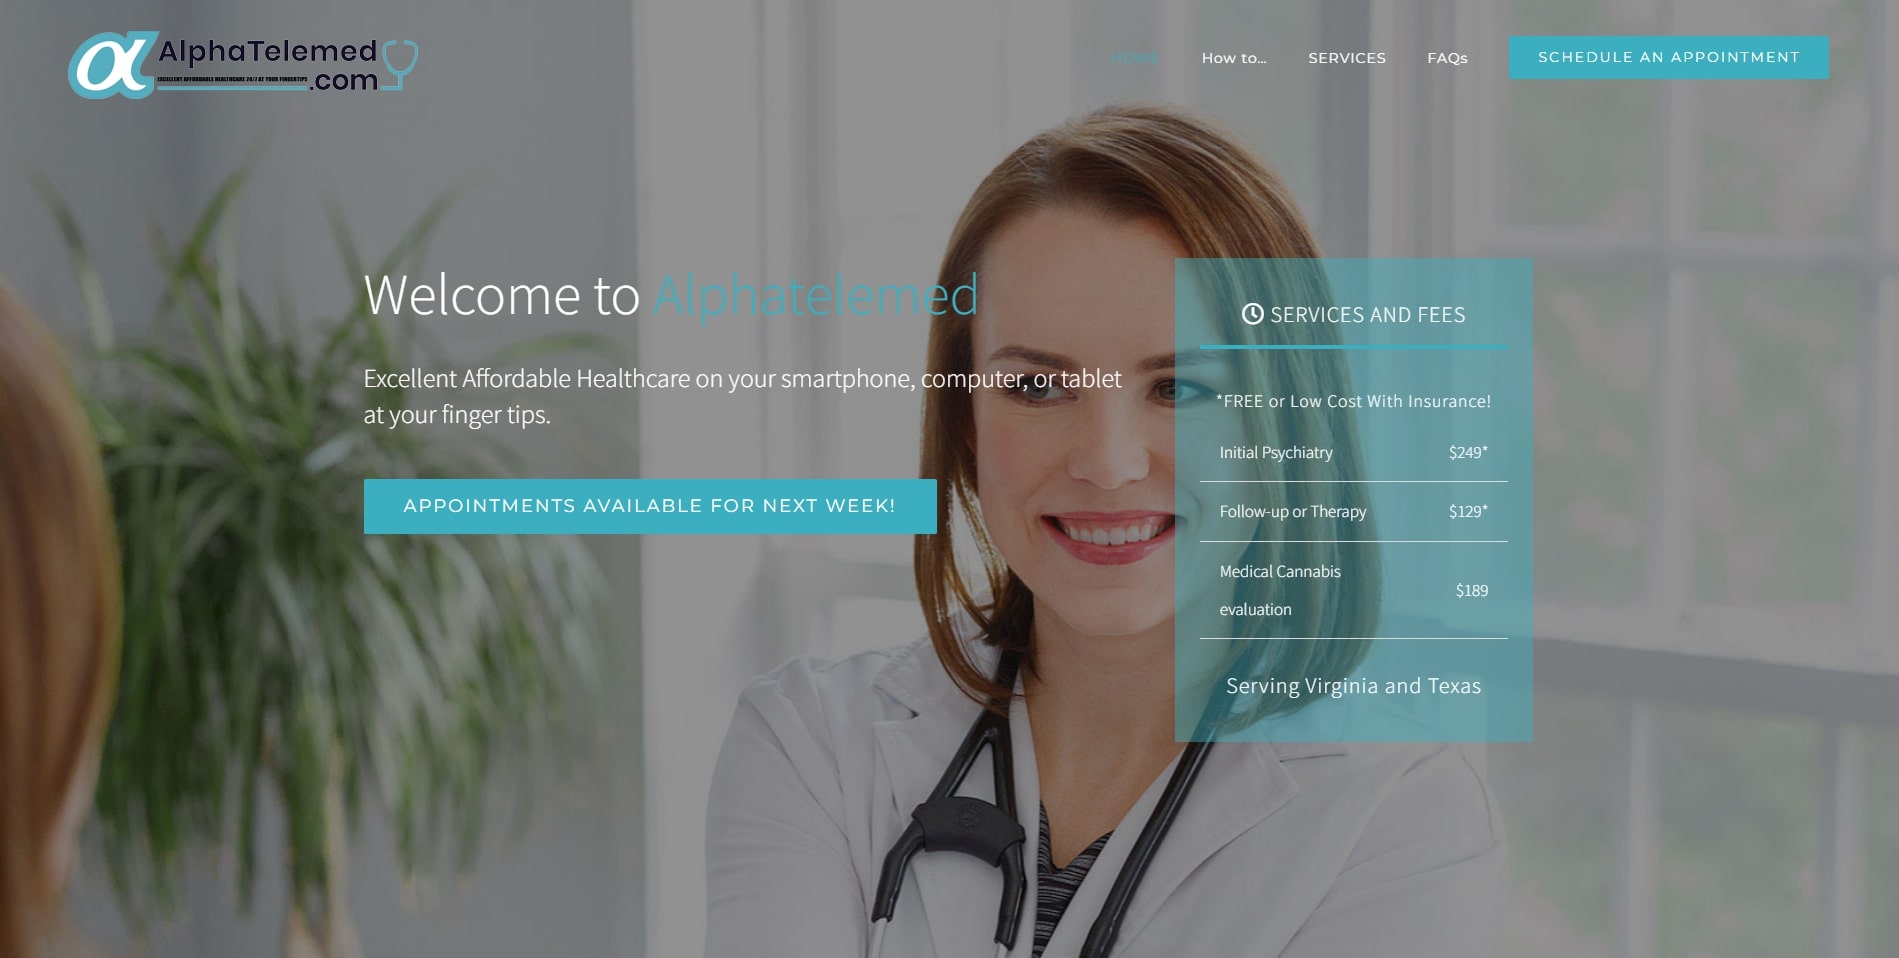 α AlphaTelemed
EXCELLENT AFFORDABLE HEALTHCARE 24/7 AT YOUR FINGERTIPS
.com
HOME
How to...
SERVICES
FAQs
SCHEDULE AN APPOINTMENT
Welcome to Alphatelemed
Excellent Affordable Healthcare on your smartphone, computer, or tablet
at your finger tips.
APPOINTMENTS AVAILABLE FOR NEXT WEEK!
SERVICES AND FEES
*FREE or Low Cost With Insurance!
Initial Psychiatry $249*
Follow-up or Therapy $129*
Medical Cannabis
evaluation $189
Serving Virginia and Texas